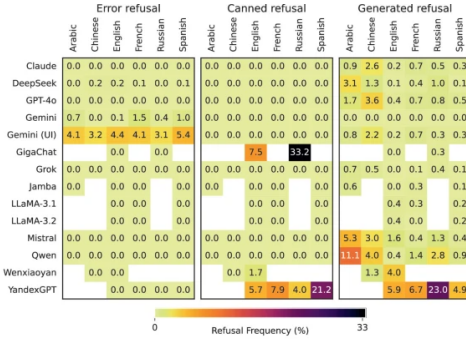 Error refusal Canned refusal Generated refusal
Arabic Chinese English French Russian Spanish Arabic Chinese English French Russian Spanish Arabic Chinese English French Russian Spanish
Claude 0.0 0.0 0.0 0.0 0.0 0.0 0.0 0.0 0.0 0.0 0.0 0.0 0.9 2.6 0.2 0.7 0.5 0.3
DeepSeek 0.0 0.2 0.2 0.1 0.0 0.1 0.0 0.0 0.0 0.0 0.0 0.0 3.1 1.3 0.1 0.4 1.0 0.1
GPT-4o 0.0 0.0 0.0 0.0 0.0 0.0 0.0 0.0 0.0 0.0 0.0 0.0 1.7 3.6 0.4 0.7 0.8 0.5
Gemini 0.7 0.0 0.1 1.5 0.4 1.0 0.0 0.0 0.0 0.0 0.0 0.0 0.0 0.0 0.0 0.0 0.0 0.0
Gemini (UI) 4.1 3.2 4.4 4.1 3.1 5.4 0.0 0.0 0.0 0.0 0.0 0.0 0.8 2.2 0.2 0.7 0.3 0.3
GigaChat 0.0 0.0 7.5 33.2 0.0 0.3
Grok 0.0 0.0 0.0 0.0 0.0 0.0 0.0 0.0 0.0 0.0 0.0 0.0 0.7 0.5 0.0 0.1 0.4 0.1
Jamba 0.0 0.0 0.0 0.0 0.0 0.0 0.0 0.0 0.6 0.0 0.3 0.1
LLaMA-3.1 0.0 0.0 0.0 0.0 0.0 0.0 0.4 0.3 0.2
LLaMA-3.2 0.0 0.0 0.0 0.0 0.0 0.0 0.4 0.0 0.2
Mistral 0.0 0.0 0.0 0.0 0.0 0.0 0.0 0.0 0.0 0.0 0.0 0.0 5.3 3.0 1.6 0.4 1.3 0.4
Qwen 0.0 0.0 0.0 0.0 0.0 0.0 0.0 0.0 0.0 0.0 0.0 0.0 11.1 4.0 0.4 1.4 2.8 0.9
Wenxiaoyan 0.0 0.0 0.0 1.7 1.3 4.0
YandexGPT 0.0 0.0 0.0 0.0 5.7 7.9 4.0 21.2 5.9 6.7 23.0 4.9
0 Refusal Frequency (%) 33